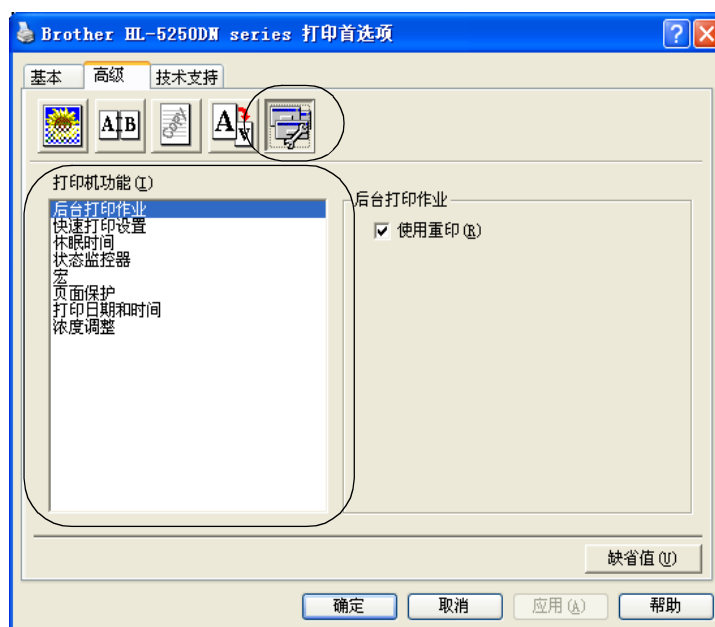 Brother HL-5250DN series 打印首选项
基本 高级 技术支持
A B COPY A A
打印机功能(I)
后台打印作业
快速打印设置
休眠时间
状态监控器
宏
页面保护
打印日期和时间
浓度调整
后台打印作业
使用重印(R)
缺省值(U)
确定 取消 应用(A) 帮助